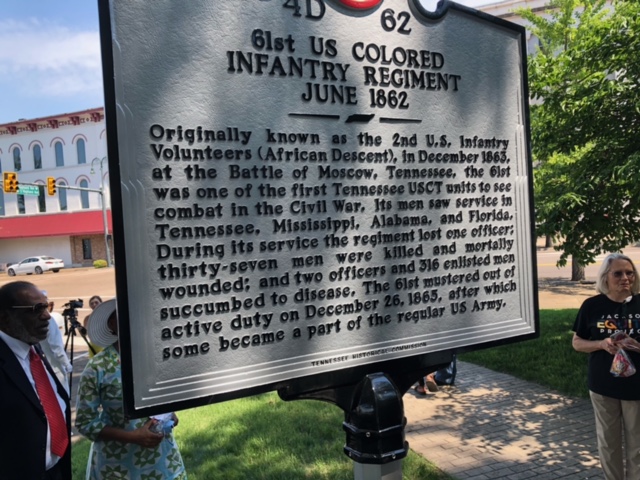 4D 62
61st US COLORED
INFANTRY REGIMENT
JUNE 1862
Originally known as the 2nd U.S. Infantry
Volunteers (African Descent), in December 1863,
at the Battle of Moscow, Tennessee, the 61st
was one of the first Tennessee USCT units to see
combat in the Civil War. Its men saw service in
Tennessee, Mississippi, Alabama, and Florida.
During its service the regiment lost one officer;
thirty-seven men were killed and mortally
wounded; and two officers and 316 enlisted men
succumbed to disease. The 61st mustered out of
active duty on December 26, 1865, after which
some became a part of the regular US Army.
TENNESSEE HISTORICAL COMMISSION